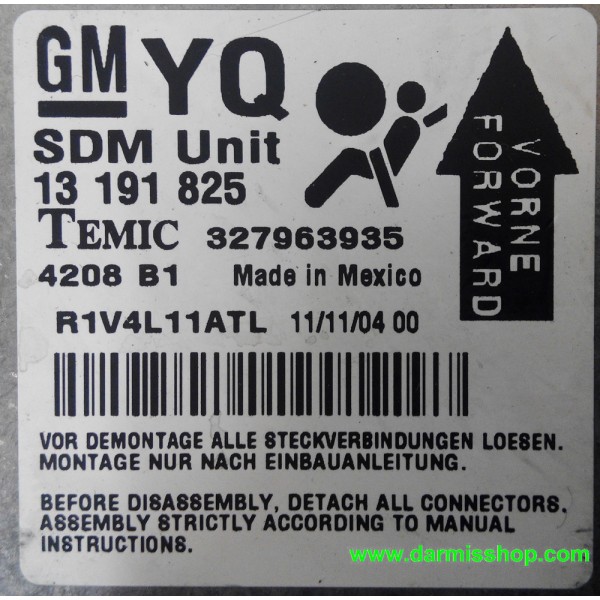 GM YQ
SDM Unit
13 191 825
TEMIC 327963935
4208 B1 Made in Mexico
R1V4L11ATL 11/11/04 00
VORNE
FORWARD
VOR DEMONTAGE ALLE STECKVERBINDUNGEN LOESEN.
MONTAGE NUR NACH EINBAUANLEITUNG.
BEFORE DISASSEMBLY, DETACH ALL CONNECTORS.
ASSEMBLY STRICTLY ACCORDING TO MANUAL
INSTRUCTIONS.
www.danmisshop.com